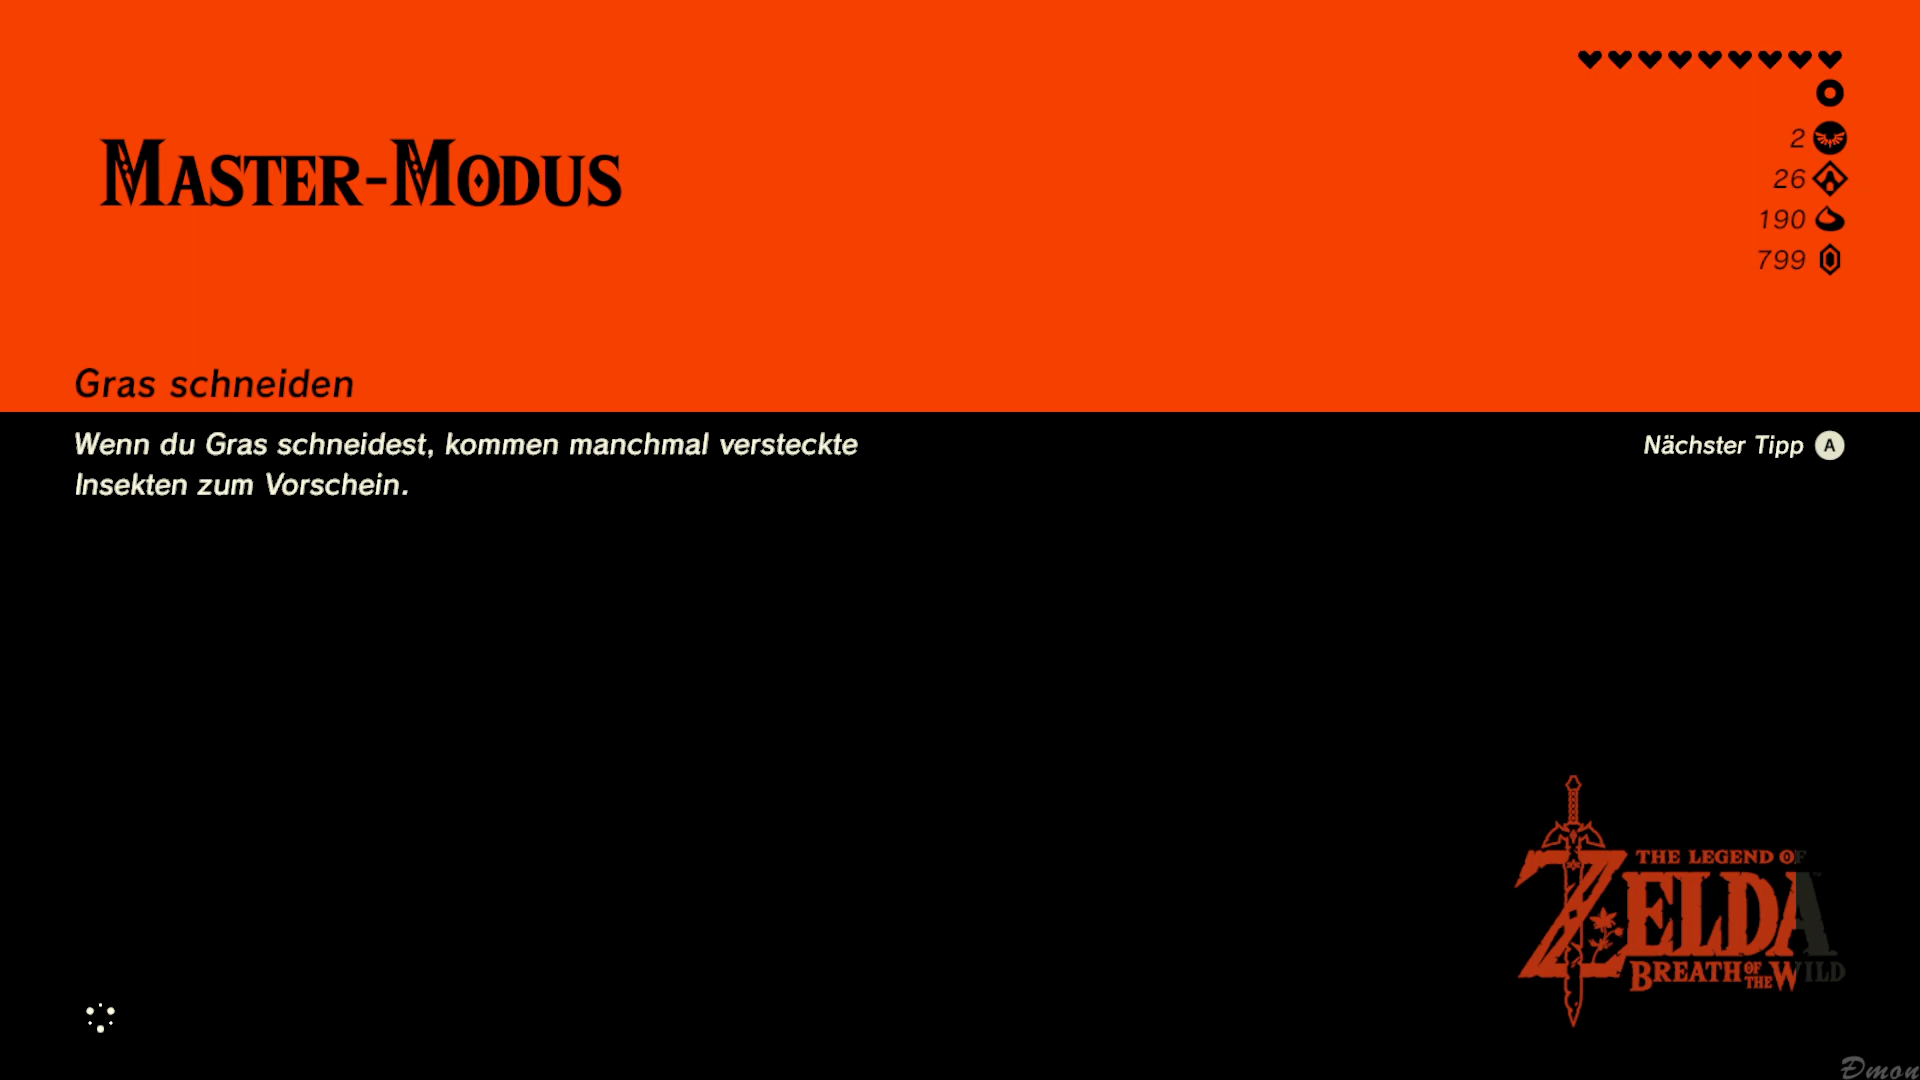 Master-Modus
2
26
190
799
Gras schneiden
Wenn du Gras schneidest, kommen manchmal versteckte
Insekten zum Vorschein.
Nächster Tipp A
THE LEGEND OF
ZELDA
BREATH OF THE WILD
Đmon